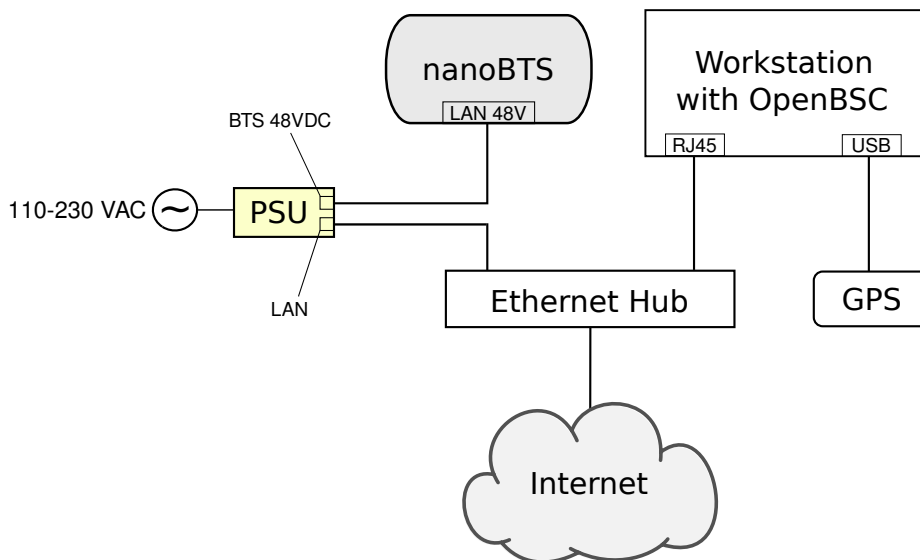 nanoBTS
LAN 48V
Workstation
with OpenBSC
RJ45
USB
BTS 48VDC
110-230 VAC
~
PSU
LAN
Ethernet Hub
GPS
Internet